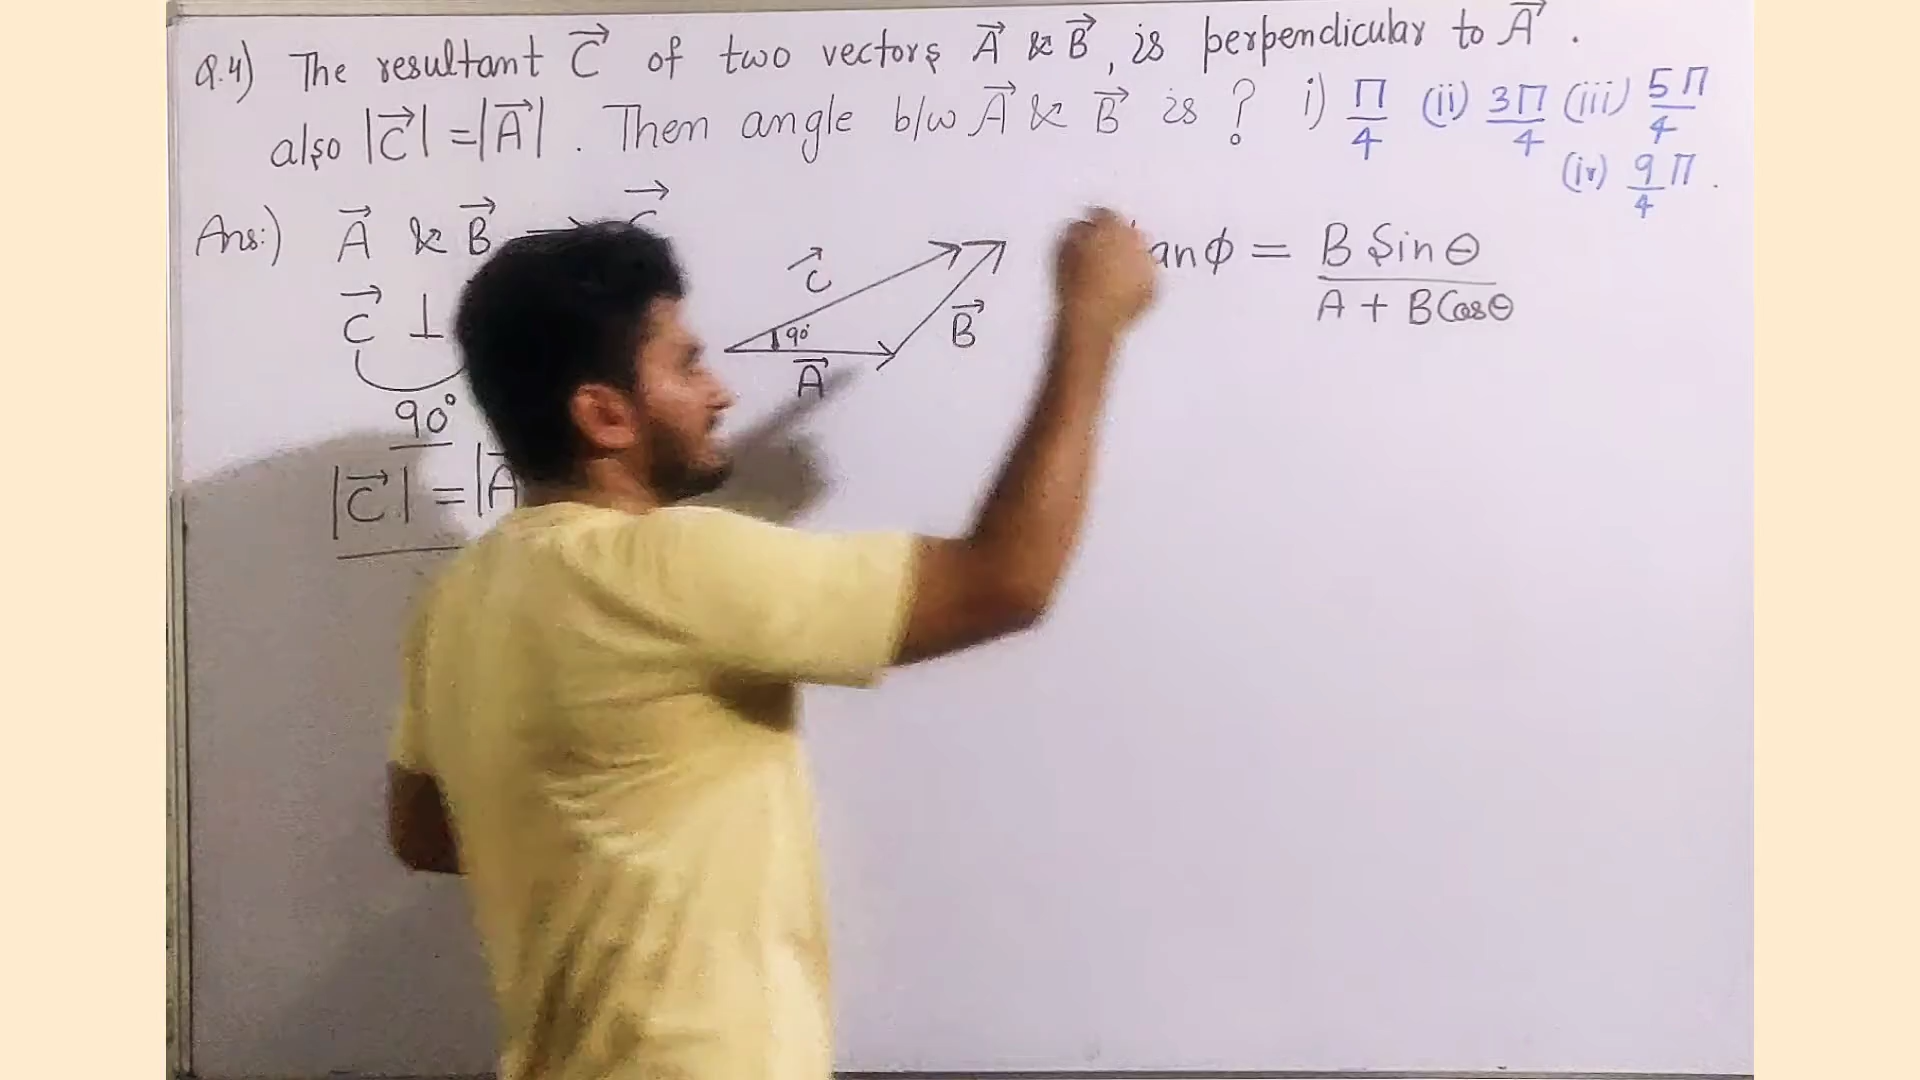 Q.4) The resultant C⃗ of two vectors A⃗ & B⃗, is perpendicular to A⃗.
also |C⃗| = |A⃗|. Then angle b/w A⃗ & B⃗ is ? i) π/4 (ii) 3π/4 (iii) 5π/4
(iv) 9/4 π.
Ans:) A⃗ & B⃗ → C⃗
C⃗ ⊥
90°
|C⃗| = |A
C⃗
90°
A⃗
B⃗
anϕ = B Sinθ / A + B Cosθ